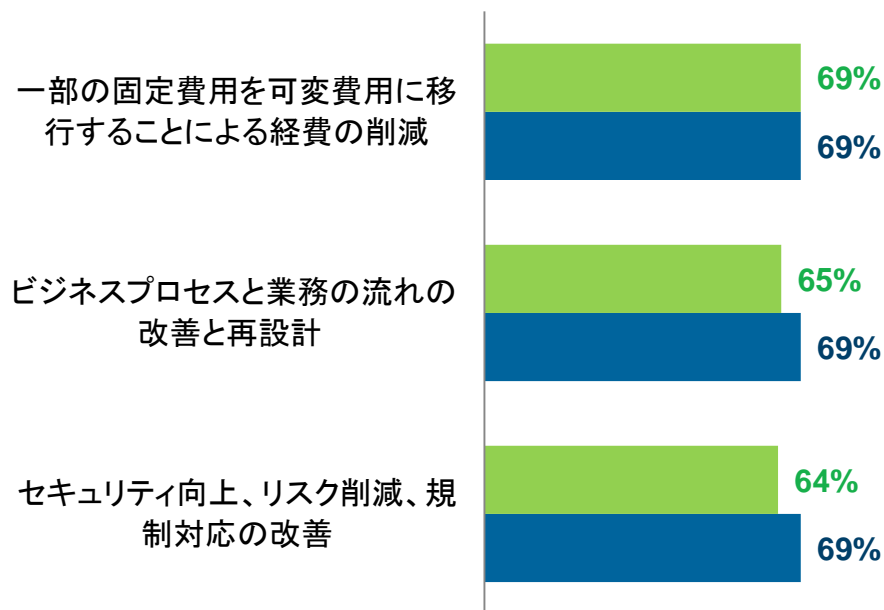 一部の固定費用を可変費用に移
行することによる経費の削減
69%
69%
ビジネスプロセスと業務の流れの
改善と再設計
65%
69%
セキュリティ向上、リスク削減、規
制対応の改善
64%
69%